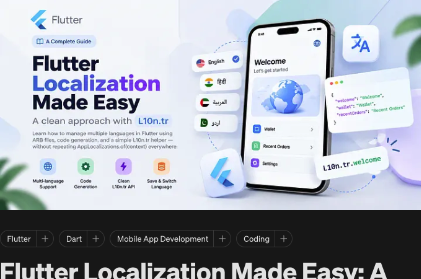 Flutter
A Complete Guide
Flutter
Localization
Made Easy
A clean approach with L10n.tr
Learn how to manage multiple languages in Flutter using
ARB files, code generation, and a simple L10n.tr helper —
without repeating AppLocalizations.of(context) everywhere.
Multi-language
Support
Code
Generation
Clean
L10n.tr API
Save & Switch
Language
English
हिंदी
العربية
اردو
Welcome
Let's get started
Wallet
Recent Orders
Settings
{
"welcome": "Welcome",
"wallet": "Wallet",
"recentOrders": "Recent Orders"
}
L10n.tr.welcome
Flutter +
Dart +
Mobile App Development +
Coding +
Flutter Localization Made Easy: A